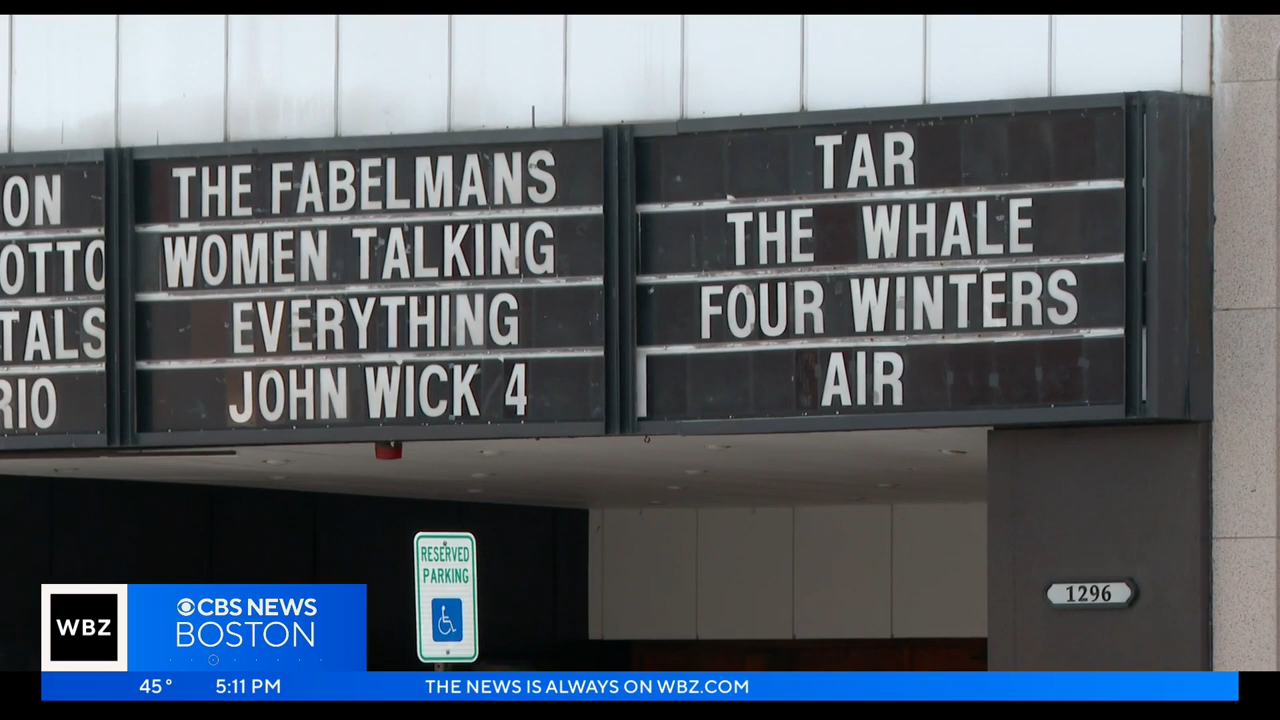 ON
OTTO
TALS
RIO
THE FABELMANS
WOMEN TALKING
EVERYTHING
JOHN WICK 4
TAR
THE WHALE
FOUR WINTERS
AIR
RESERVED
PARKING
1296
WBZ
CBS NEWS
BOSTON
45° 5:11 PM THE NEWS IS ALWAYS ON WBZ.COM